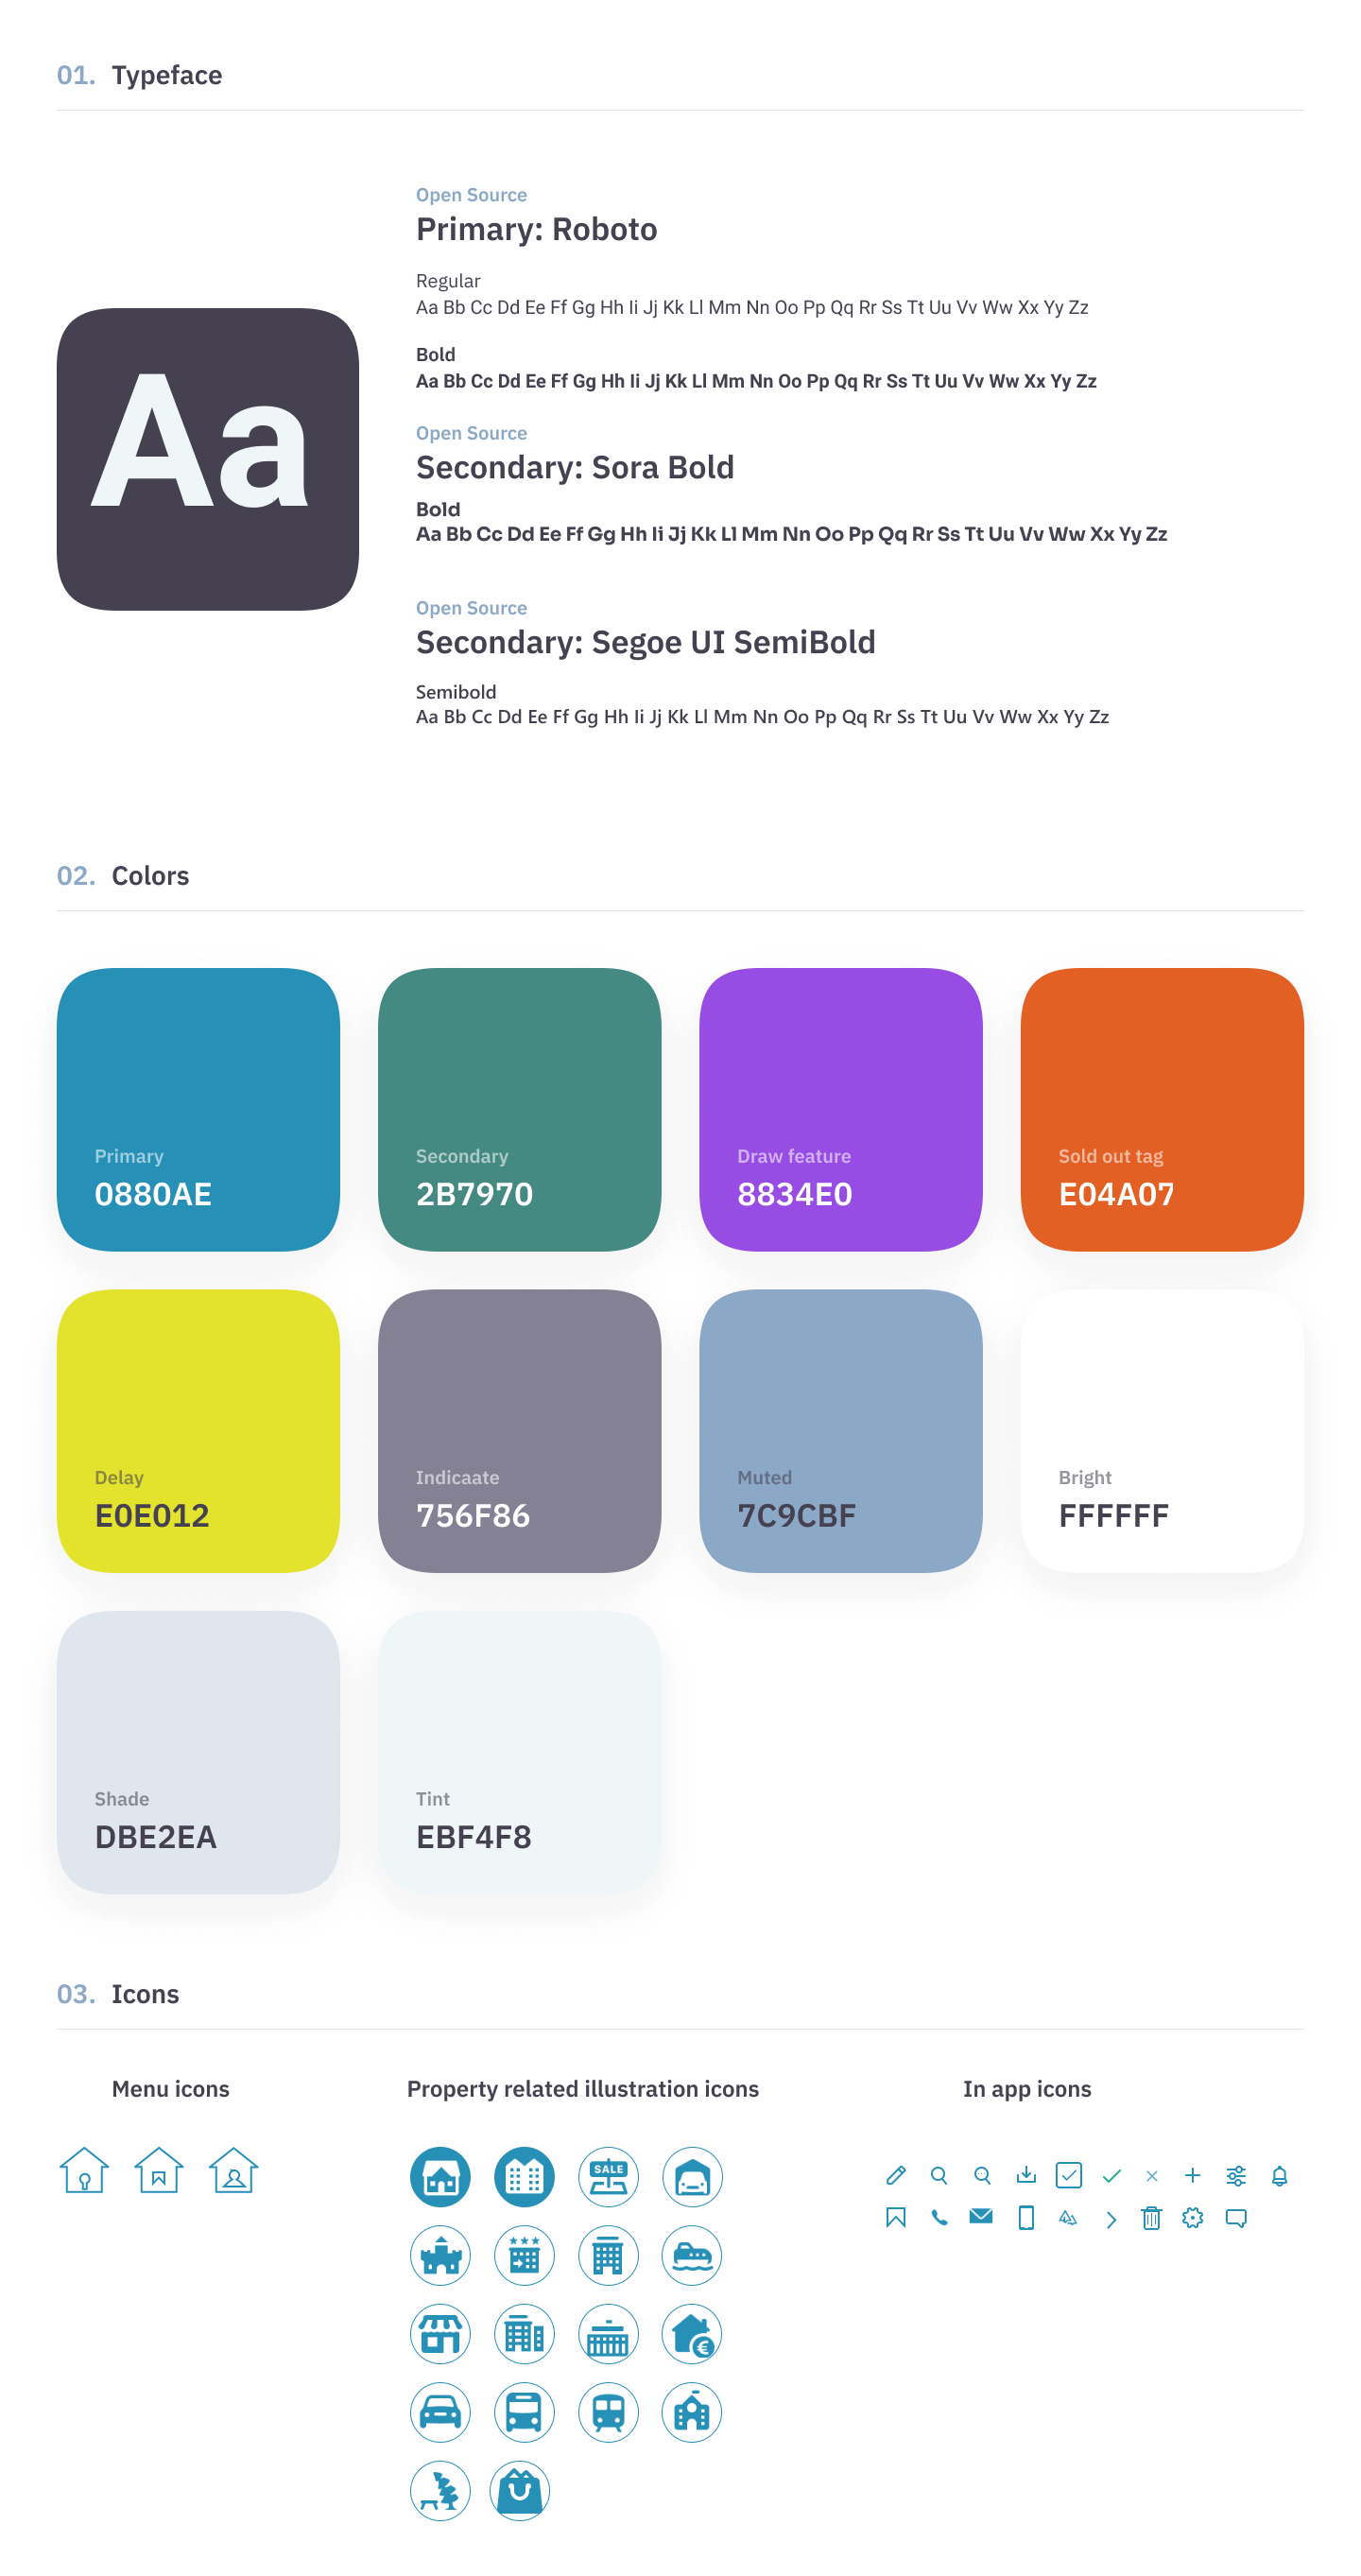 01. Typeface
Aa
Open Source
Primary: Roboto
Regular
Aa Bb Cc Dd Ee Ff Gg Hh Ii Jj Kk Ll Mm Nn Oo Pp Qq Rr Ss Tt Uu Vv Ww Xx Yy Zz
Bold
Aa Bb Cc Dd Ee Ff Gg Hh Ii Jj Kk Ll Mm Nn Oo Pp Qq Rr Ss Tt Uu Vv Ww Xx Yy Zz
Open Source
Secondary: Sora Bold
Bold
Aa Bb Cc Dd Ee Ff Gg Hh Ii Jj Kk Ll Mm Nn Oo Pp Qq Rr Ss Tt Uu Vv Ww Xx Yy Zz
Open Source
Secondary: Segoe UI SemiBold
Semibold
Aa Bb Cc Dd Ee Ff Gg Hh Ii Jj Kk Ll Mm Nn Oo Pp Qq Rr Ss Tt Uu Vv Ww Xx Yy Zz
02. Colors
Primary
0880AE
Secondary
2B7970
Draw feature
8834E0
Sold out tag
E04A07
Delay
E0E012
Indicaate
756F86
Muted
7C9CBF
Bright
FFFFFF
Shade
DBE2EA
Tint
EBF4F8
03. Icons
Menu icons
Property related illustration icons
In app icons
SALE
€